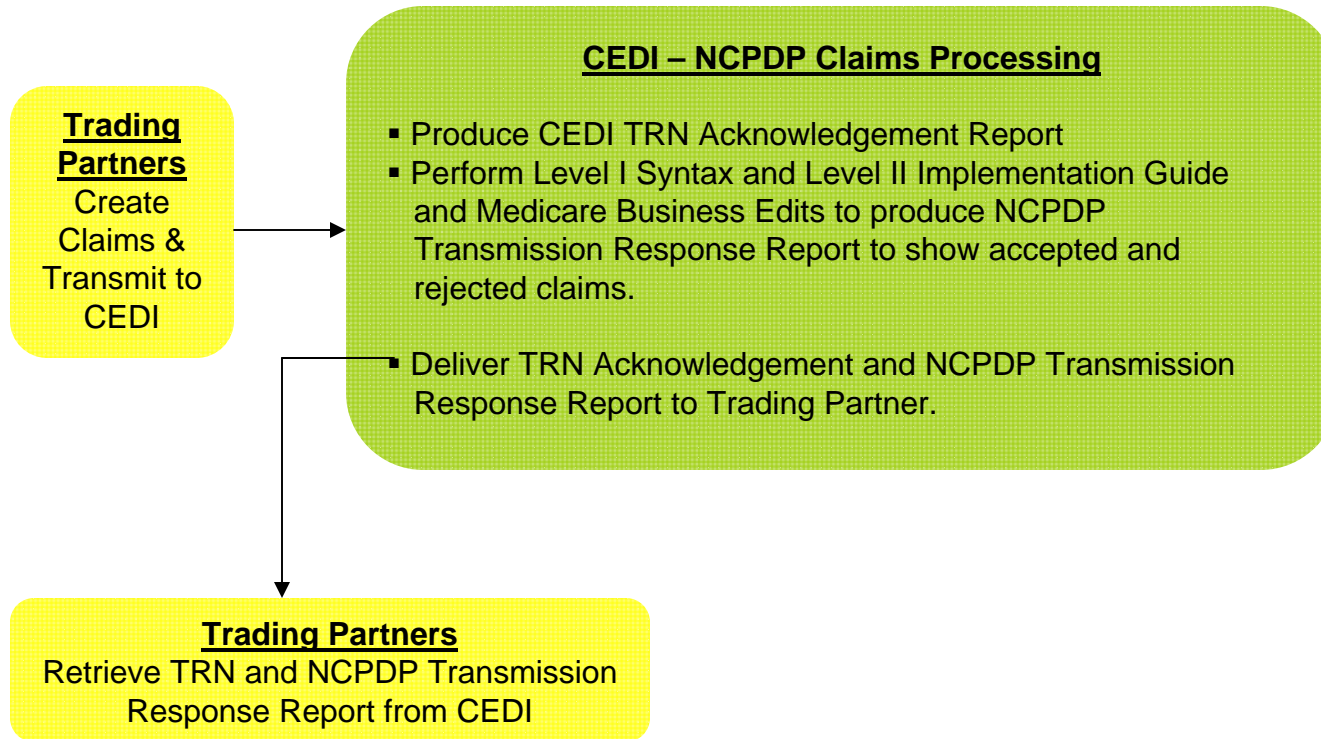 Trading
Partners
Create
Claims &
Transmit to
CEDI
CEDI – NCPDP Claims Processing
▪ Produce CEDI TRN Acknowledgement Report
▪ Perform Level I Syntax and Level II Implementation Guide
and Medicare Business Edits to produce NCPDP
Transmission Response Report to show accepted and
rejected claims.
▪ Deliver TRN Acknowledgement and NCPDP Transmission
Response Report to Trading Partner.
Trading Partners
Retrieve TRN and NCPDP Transmission
Response Report from CEDI